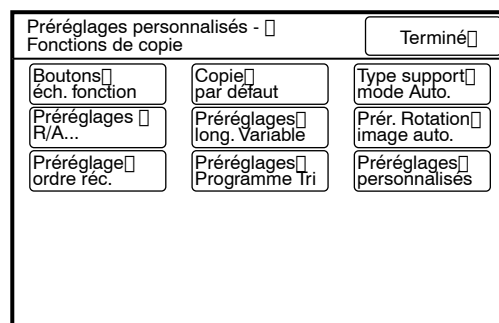 Préréglages personnalisés -
Fonctions de copie
Terminé
Boutons
éch. fonction
Copie
par défaut
Type support
mode Auto.
Préréglages
R/A...
Préréglages
long. Variable
Prér. Rotation
image auto.
Préréglage
ordre réc.
Préréglages
Programme Tri
Préréglages
personnalisés